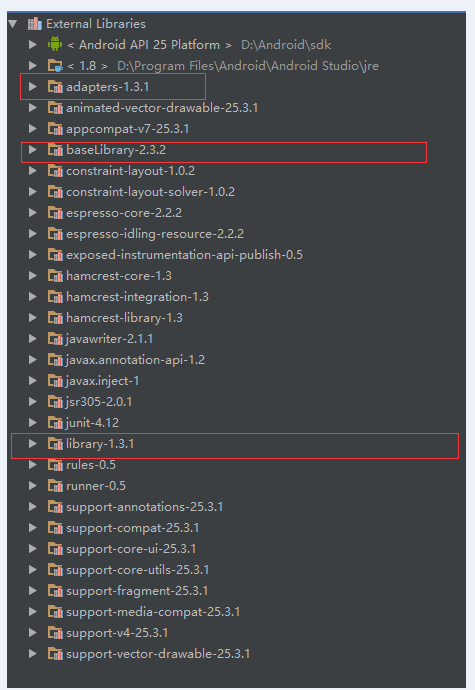 External Libraries
< Android API 25 Platform > D:\Android\sdk
< 1.8 > D:\Program Files\Android\Android Studio\jre
adapters-1.3.1
animated-vector-drawable-25.3.1
appcompat-v7-25.3.1
baseLibrary-2.3.2
constraint-layout-1.0.2
constraint-layout-solver-1.0.2
espresso-core-2.2.2
espresso-idling-resource-2.2.2
exposed-instrumentation-api-publish-0.5
hamcrest-core-1.3
hamcrest-integration-1.3
hamcrest-library-1.3
javawriter-2.1.1
javax.annotation-api-1.2
javax.inject-1
jsr305-2.0.1
junit-4.12
library-1.3.1
rules-0.5
runner-0.5
support-annotations-25.3.1
support-compat-25.3.1
support-core-ui-25.3.1
support-core-utils-25.3.1
support-fragment-25.3.1
support-media-compat-25.3.1
support-v4-25.3.1
support-vector-drawable-25.3.1